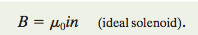 B = μ₀in (ideal solenoid).